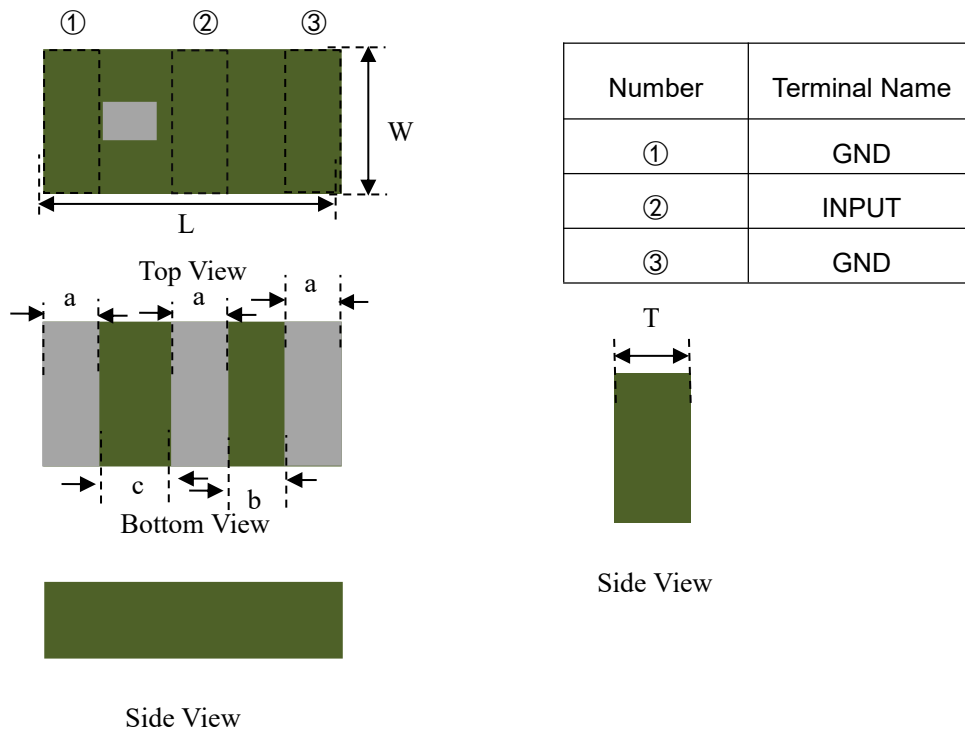 ① ② ③
W
L
Top View
a a a
c b
Bottom View
Side View
Number Terminal Name
① GND
② INPUT
③ GND
T
Side View